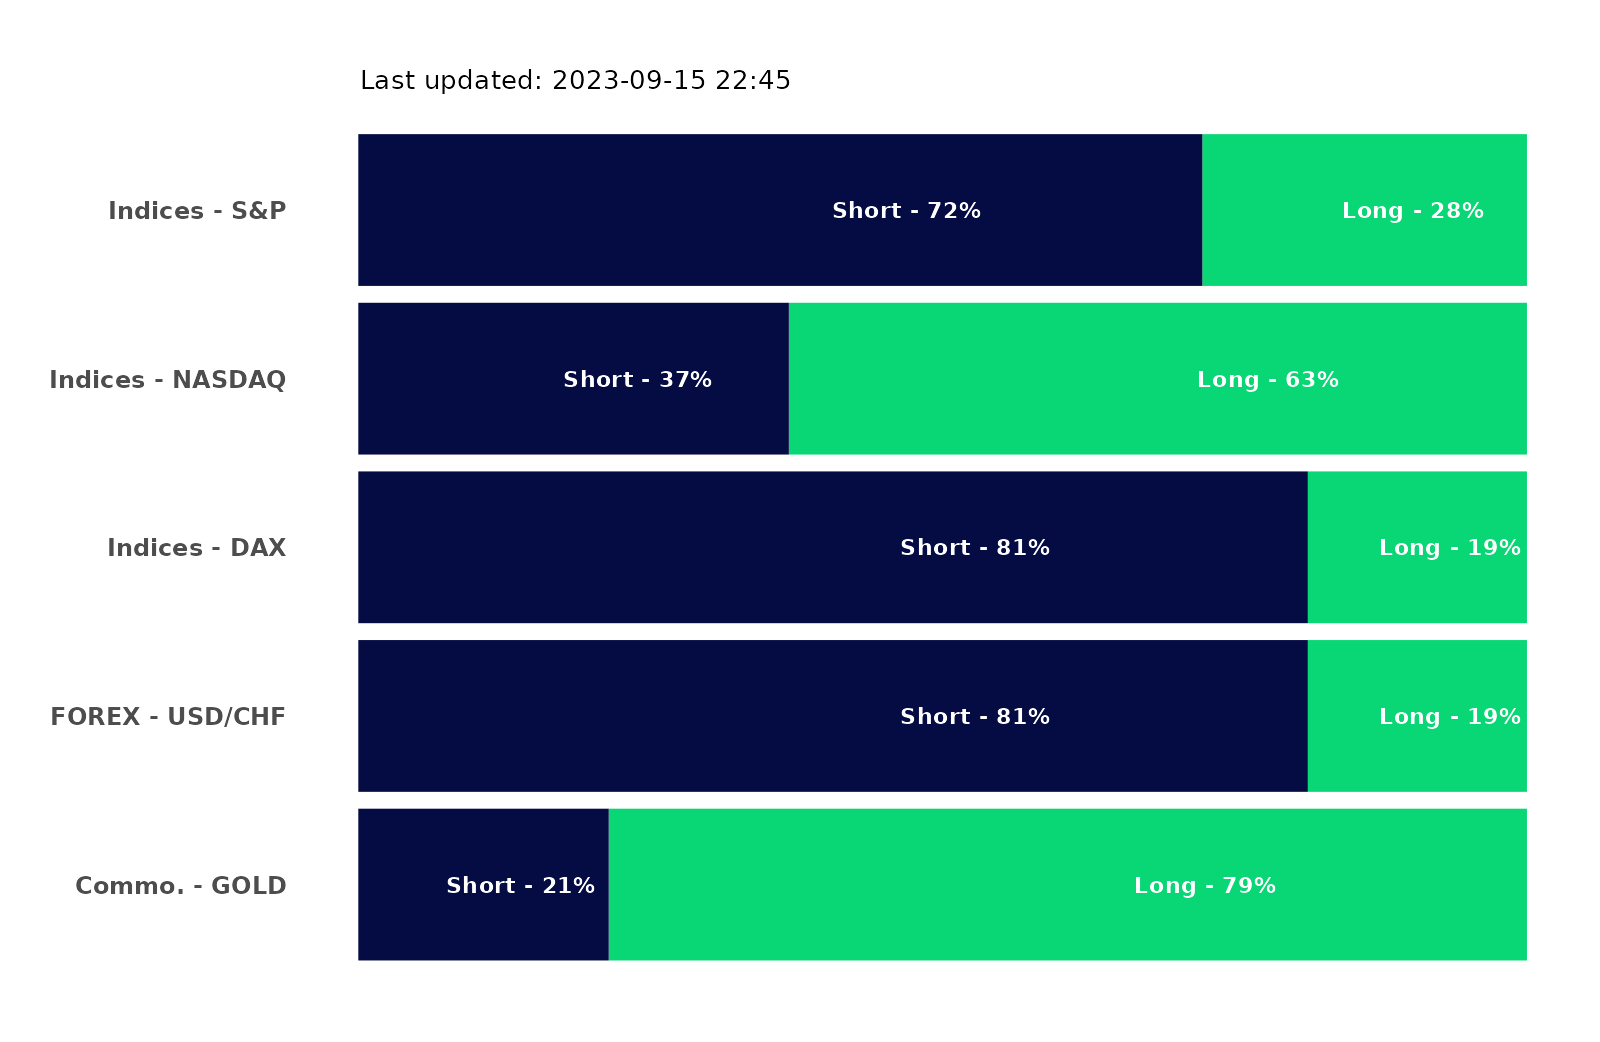 Last updated: 2023-09-15 22:45
Indices - S&P
Short - 72%
Long - 28%
Indices - NASDAQ
Short - 37%
Long - 63%
Indices - DAX
Short - 81%
Long - 19%
FOREX - USD/CHF
Short - 81%
Long - 19%
Commo. - GOLD
Short - 21%
Long - 79%